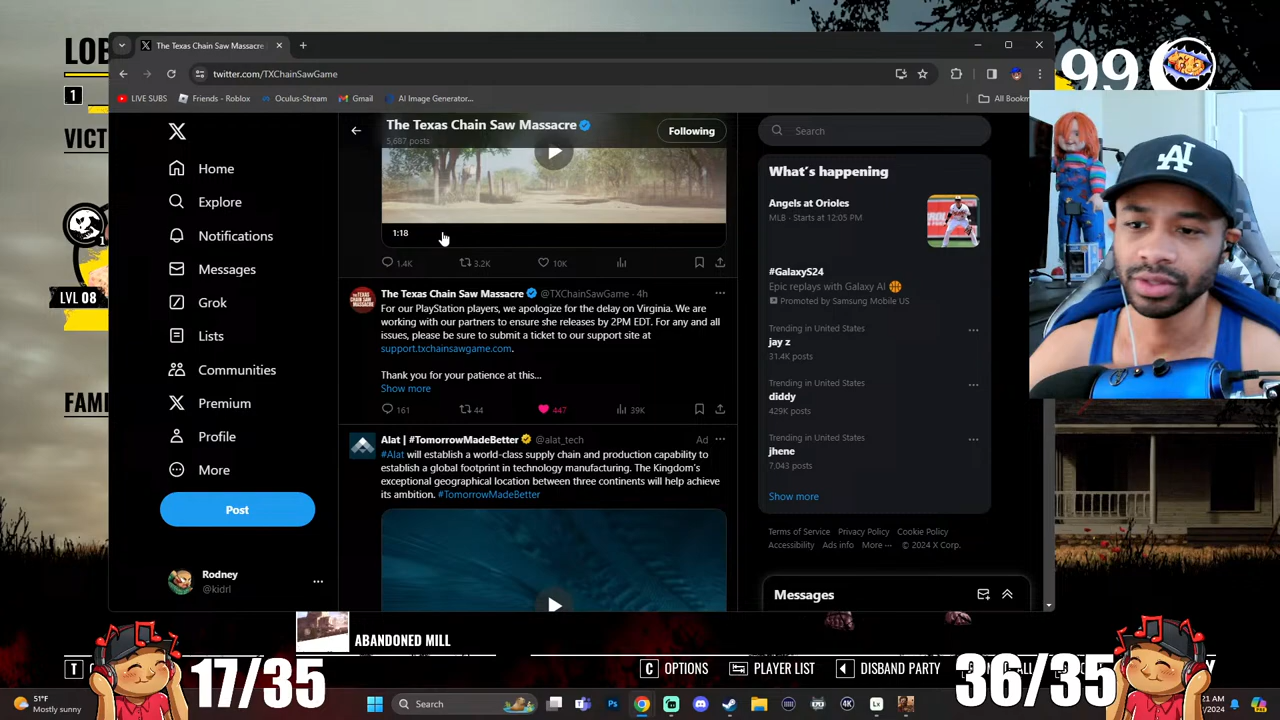 LOB
1
VICT
LVL 08
FAMI
The Texas Chain Saw Massacre
twitter.com/TXChainSawGame
LIVE SUBS
Friends - Roblox
Oculus-Stream
Gmail
AI Image Generator...
All Bookm
99
Home
Explore
Notifications
Messages
Grok
Lists
Communities
Premium
Profile
More
Post
Rodney
@kidrl
The Texas Chain Saw Massacre
5,687 posts
Following
1:18
1.4K 3.2K 10K
The Texas Chain Saw Massacre @TXChainSawGame · 4h
For our PlayStation players, we apologize for the delay on Virginia. We are
working with our partners to ensure she releases by 2PM EDT. For any and all
issues, please be sure to submit a ticket to our support site at
support.txchainsawgame.com.
Thank you for your patience at this...
Show more
161 44 447 39K
Alat | #TomorrowMadeBetter @alat_tech Ad
#Alat will establish a world-class supply chain and production capability to
establish a global footprint in technology manufacturing. The Kingdom's
exceptional geographical location between three continents will help achieve
its ambition. #TomorrowMadeBetter
Search
What's happening
Angels at Orioles
MLB · Starts at 12:05 PM
#GalaxyS24
Epic replays with Galaxy AI
Promoted by Samsung Mobile US
Trending in United States
jay z
31.4K posts
Trending in United States
diddy
429K posts
Trending in United States
jhene
7,043 posts
Show more
Terms of Service Privacy Policy Cookie Policy
Accessibility Ads info More ··· © 2024 X Corp.
Messages
AI
ABANDONED MILL
T
C OPTIONS
PLAYER LIST
DISBAND PARTY
17/35
36/35
51°F
Mostly sunny
Search
4K
Lx
21 AM
/2024